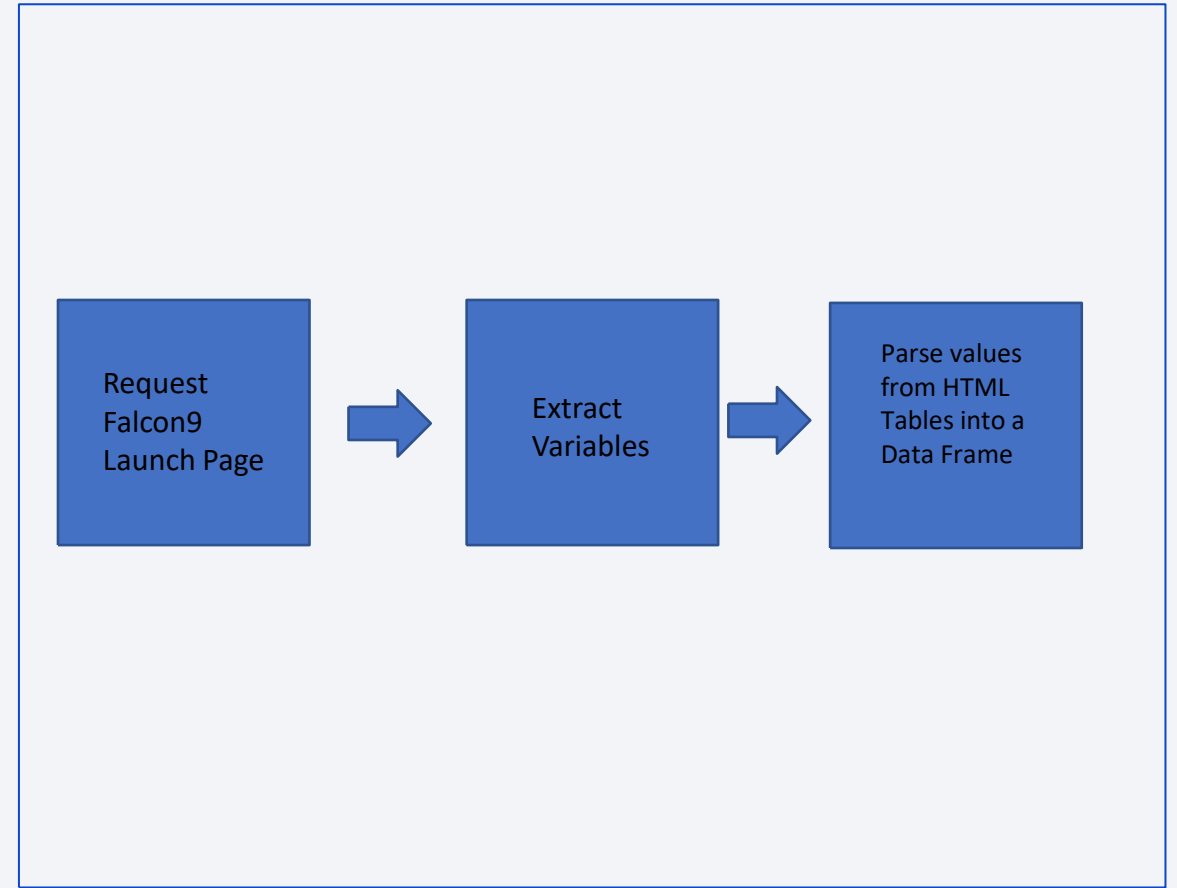 Request
Falcon9
Launch Page
Extract
Variables
Parse values
from HTML
Tables into a
Data Frame